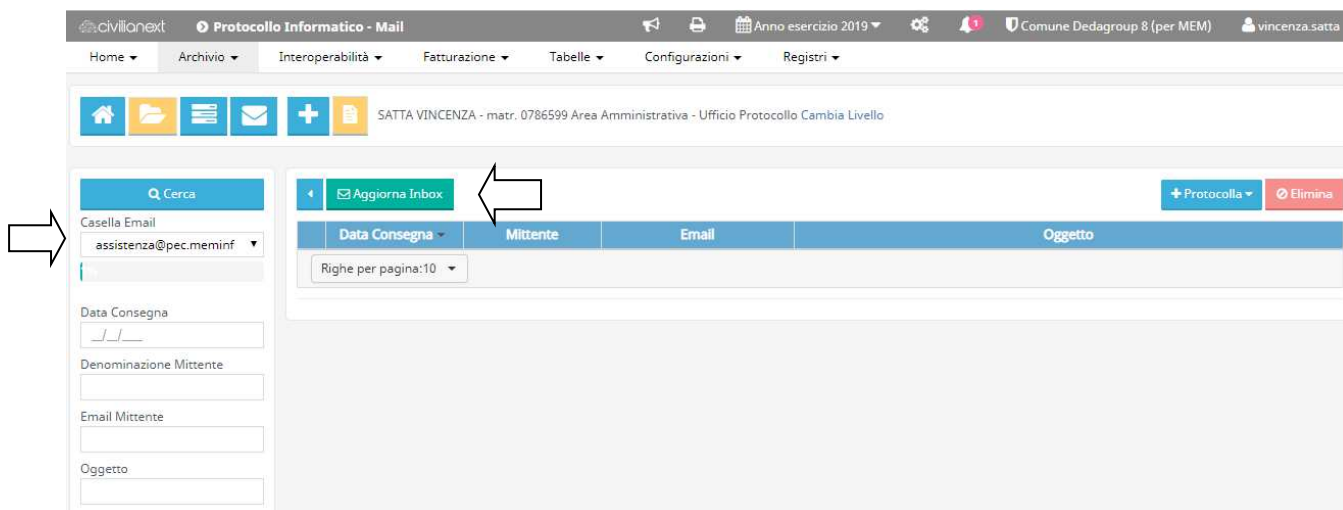 civilianext Protocollo Informatico - Mail Anno esercizio 2019 1 Comune Dedagroup 8 (per MEM) vincenza.satta
Home Archivio Interoperabilità Fatturazione Tabelle Configurazioni Registri
SATTA VINCENZA - matr. 0786599 Area Amministrativa - Ufficio Protocollo Cambia Livello
Cerca
Casella Email
assistenza@pec.meminf
Data Consegna
__/__/____
Denominazione Mittente
Email Mittente
Oggetto
Aggiorna Inbox +Protocolla Elimina
Data Consegna Mittente Email Oggetto
Righe per pagina:10